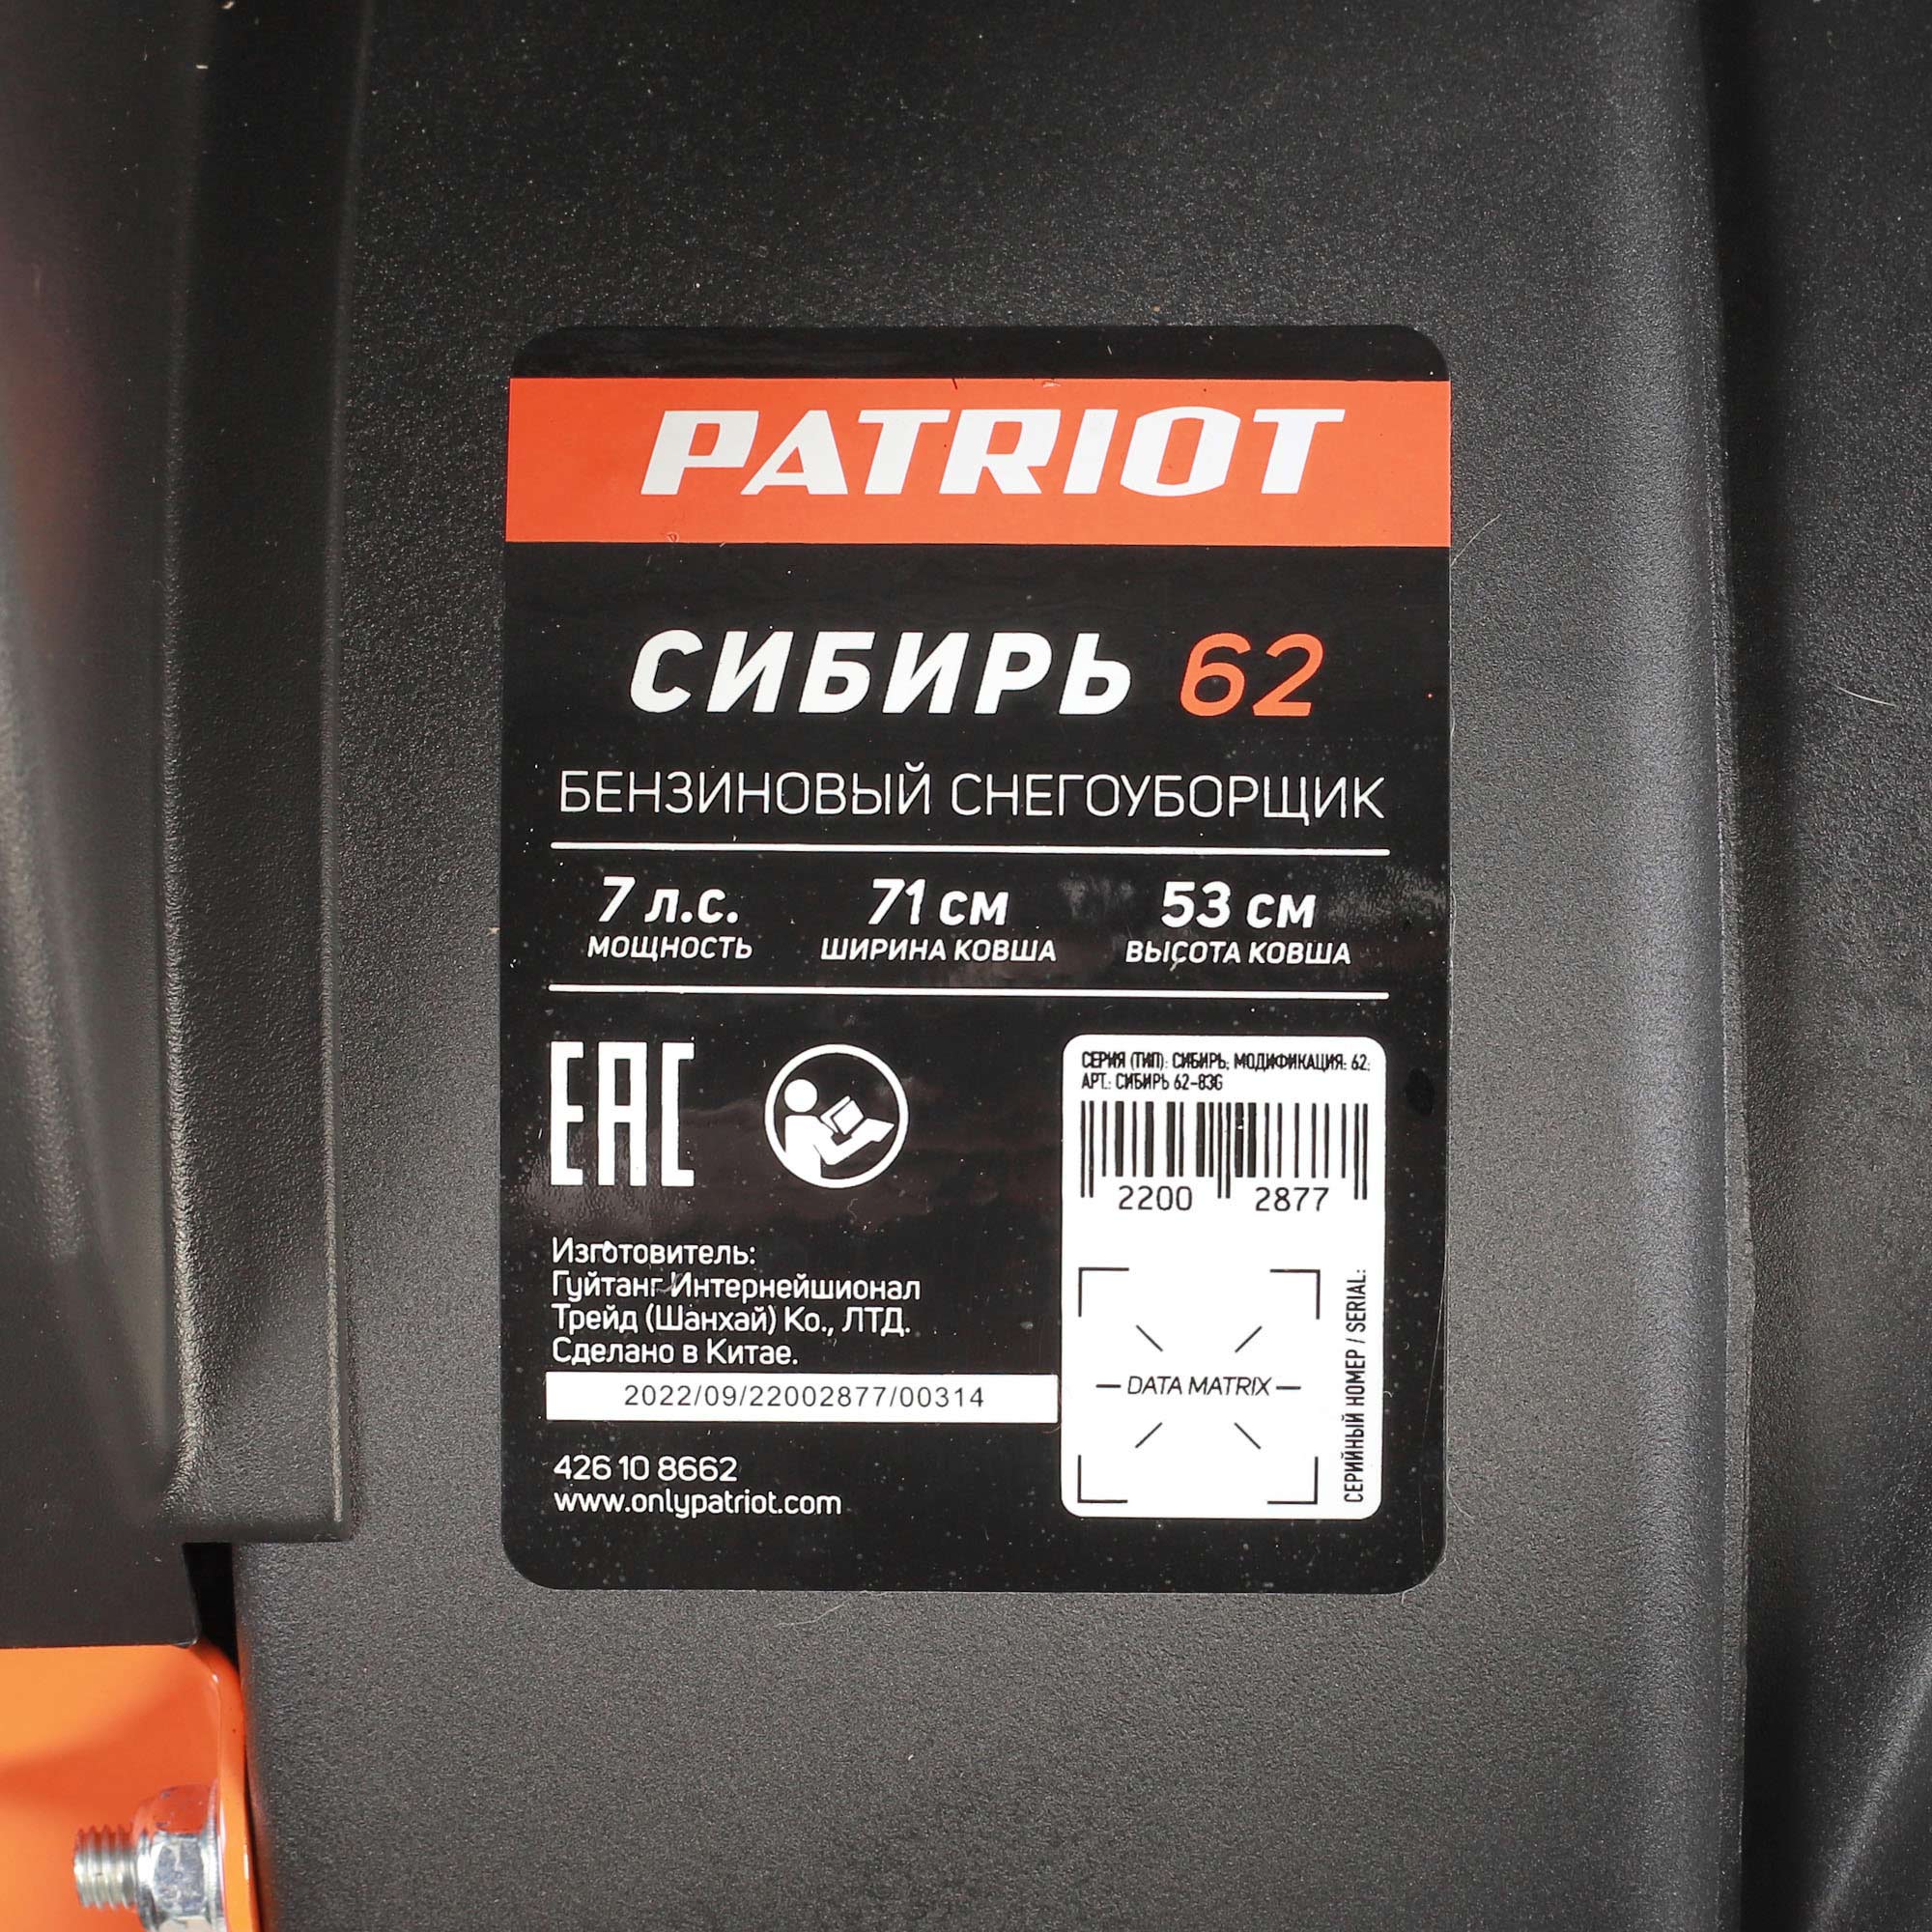 PATRIOT
СИБИРЬ 62
БЕНЗИНОВЫЙ СНЕГОУБОРЩИК
7 л.с. 71 см 53 см
МОЩНОСТЬ ШИРИНА КОВША ВЫСОТА КОВША
EAC
СЕРИЯ (ТИП): СИБИРЬ; МОДИФИКАЦИЯ: 62;
АРТ.: СИБИРЬ 62-83G
2200 2877
Изготовитель:
Гуйтанг Интернейшионал
Трейд (Шанхай) Ко., ЛТД.
Сделано в Китае.
2022/09/22002877/00314
426 10 8662
www.onlypatriot.com
DATA MATRIX
СЕРИЙНЫЙ НОМЕР / SERIAL: